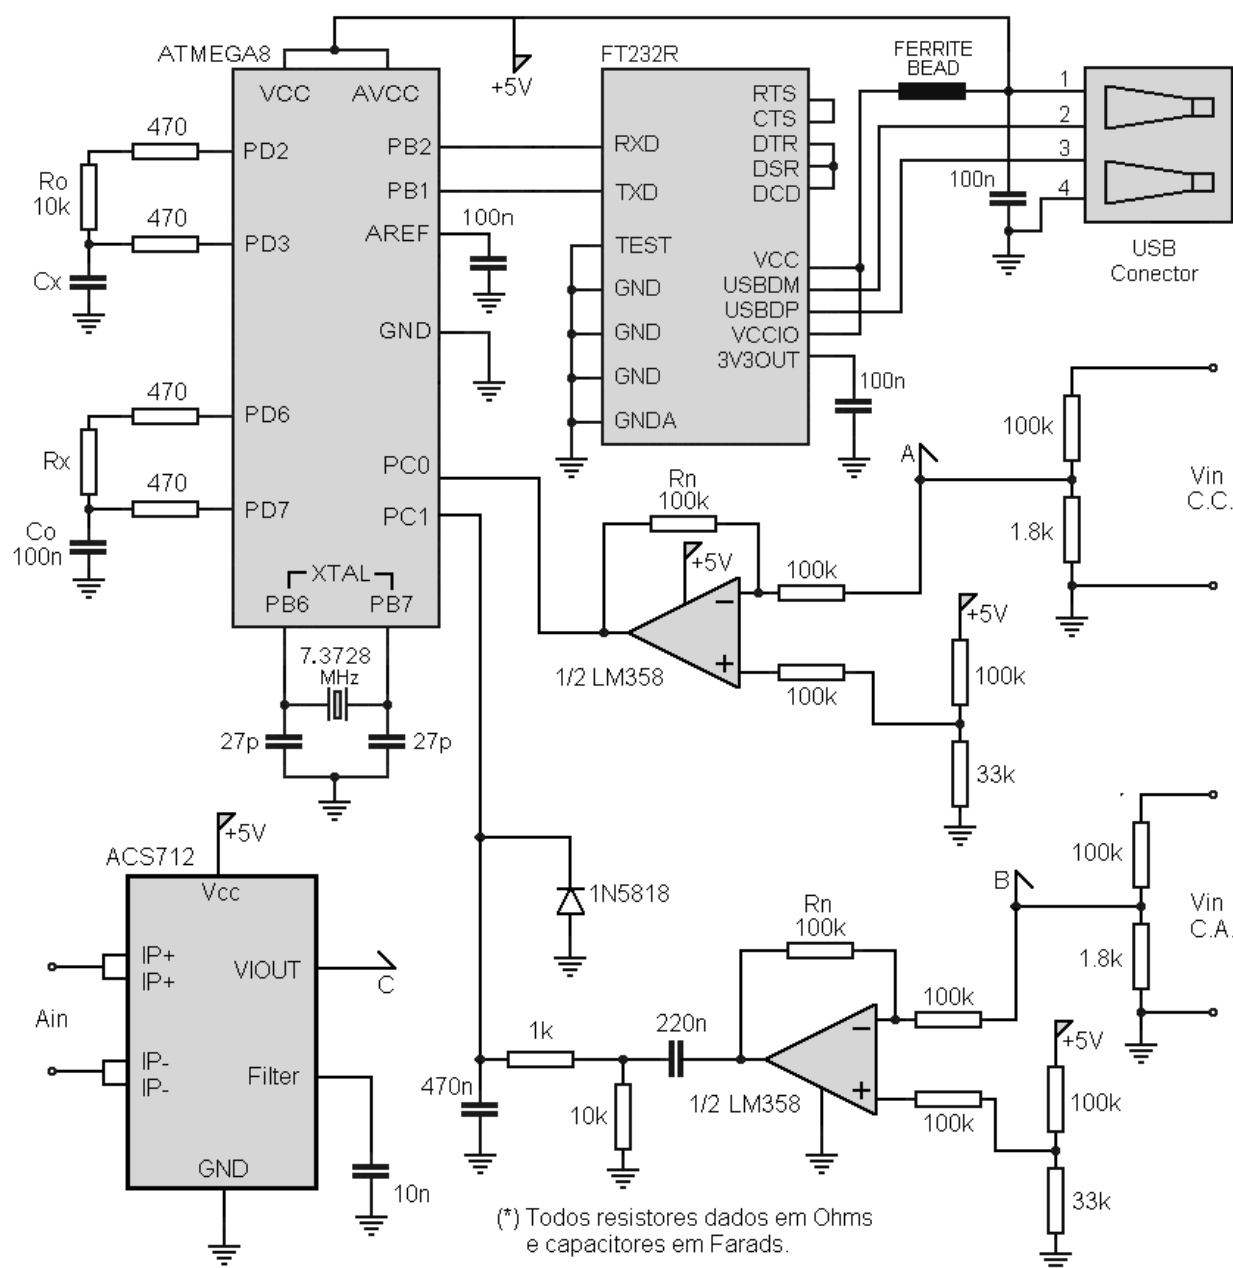 ATMEGA8
VCC
AVCC
+5V
FT232R
FERRITE
BEAD
470
PD2
PB2
RXD
RTS
CTS
DTR
DSR
DCD
1
2
3
4
Ro
10k
PB1
TXD
100n
470
PD3
AREF
100n
TEST
USB
Conector
Cx
VCC
GND
USBDM
USBDP
GND
GND
VCCIO
3V3OUT
GND
100n
GNDA
470
PD6
Rx
PC0
470
PD7
PC1
Co
100n
Rn
100k
A
100k
Vin
C.C.
1.8k
+5V
100k
−
+
1/2 LM358
100k
+5V
100k
33k
XTAL
PB6
PB7
7.3728
MHz
27p
27p
+5V
ACS712
Vcc
IP+
IP+
VIOUT
C
Ain
IP-
IP-
Filter
GND
10n
1N5818
1k
220n
470n
10k
Rn
100k
B
100k
Vin
C.A.
1.8k
100k
−
+
1/2 LM358
100k
+5V
100k
33k
(*) Todos resistores dados em Ohms
e capacitores em Farads.